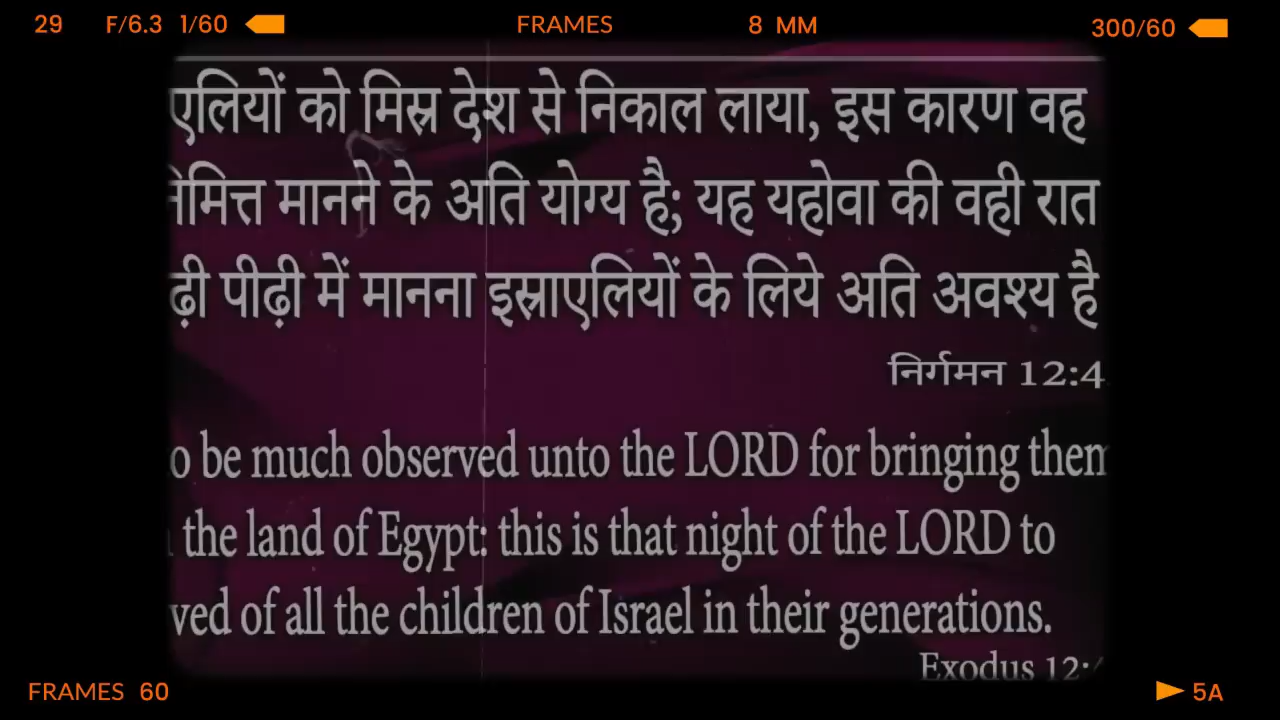 29 F/6.3 1/60 FRAMES 8 MM 300/60
एलियों को मिस्र देश से निकाल लाया, इस कारण वह
मानने के अति योग्य है; यह यहोवा की वही रात
पीढ़ी में मानना इस्राएलियों के लिये अति अवश्य है
निर्गमन 12:4
o be much observed unto the LORD for bringing them
the land of Egypt: this is that night of the LORD to
ved of all the children of Israel in their generations.
Exodus 12:
FRAMES 60 5A